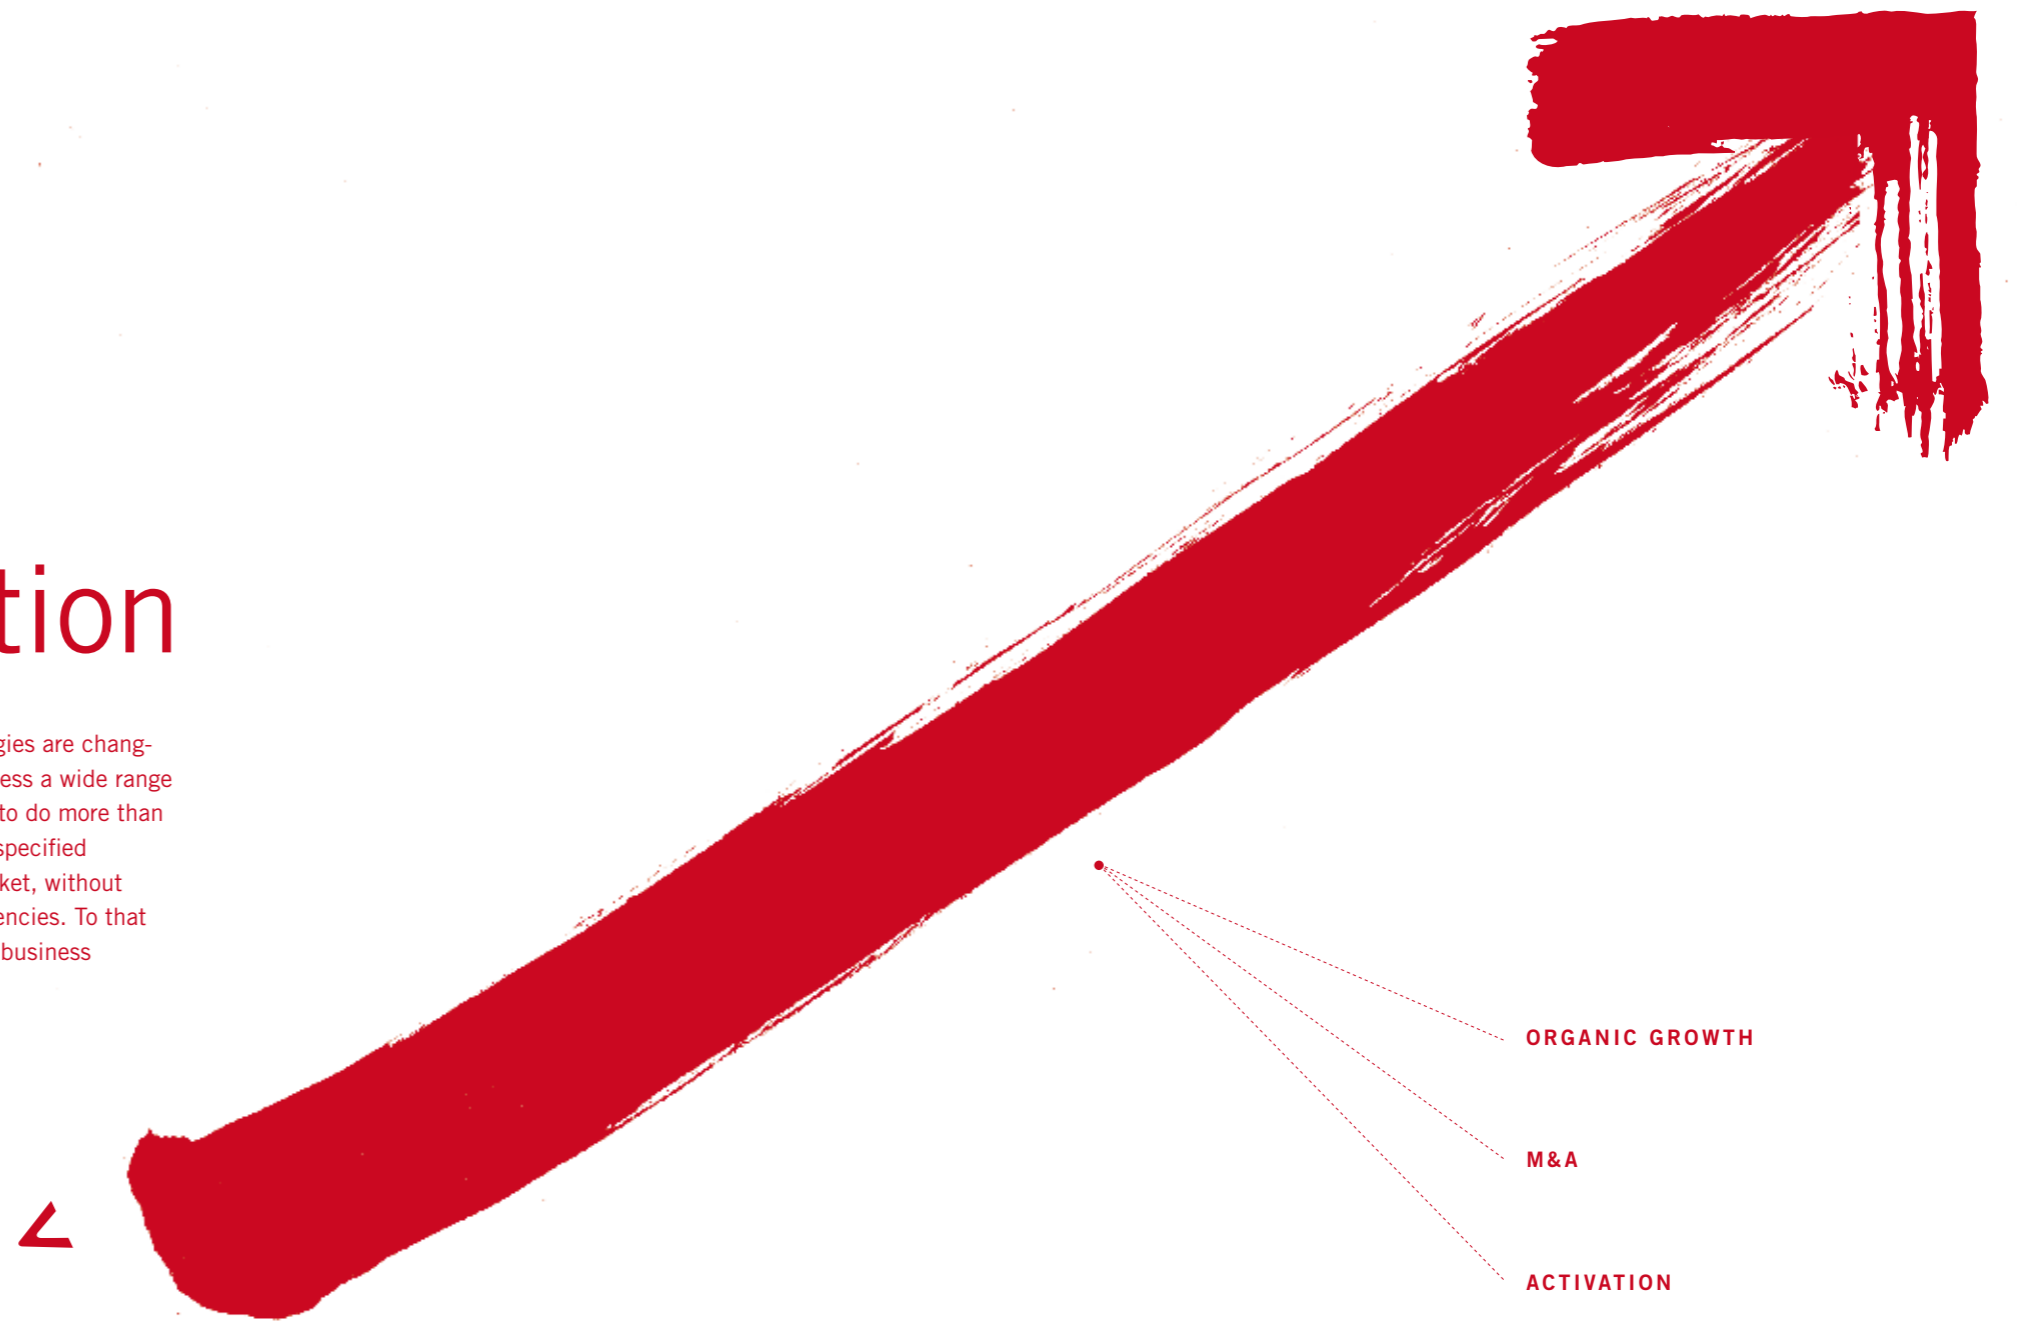 tion
gies are chang-
ess a wide range
to do more than
specified
ket, without
encies. To that
business
ORGANIC GROWTH
M&A
ACTIVATION